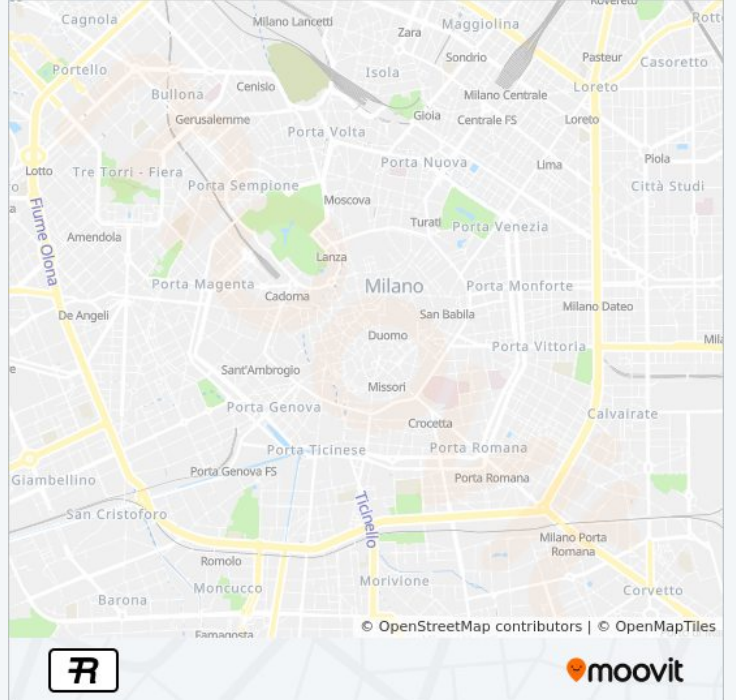 Rovereto
Cagnola
Milano Lancetti
Maggiolina
Rott
Zara
Sondrio
Pasteur
Casoretto
Portello
Isola
Bullona
Cenisio
Milano Centrale
Loreto
Gerusalemme
Gioia
Centrale FS
Loreto
Porta Volta
Piola
Lotto
Tre Torri - Fiera
Porta Nuova
Lima
o
Porta Sempione
Città Studi
a
Moscova
Fiume Olona
Amendola
Turati
Porta Venezia
Lanza
Porta Magenta
Milano
Porta Monforte
Cadorna
De Angeli
San Babila
Milano Dateo
Duomo
Porta Vittoria
Mila
e
Sant'Ambrogio
Missori
Porta Genova
Crocetta
Calvairate
Porta Ticinese
Porta Romana
Giambellino
Porta Genova FS
Porta Romana
San Cristoforo
Ticinello
Milano Porta
Romana
Romolo
Moncucco
Morivione
Corvetto
Barona
Famagosta
© OpenStreetMap contributors | © OpenMapTiles
R
moovit